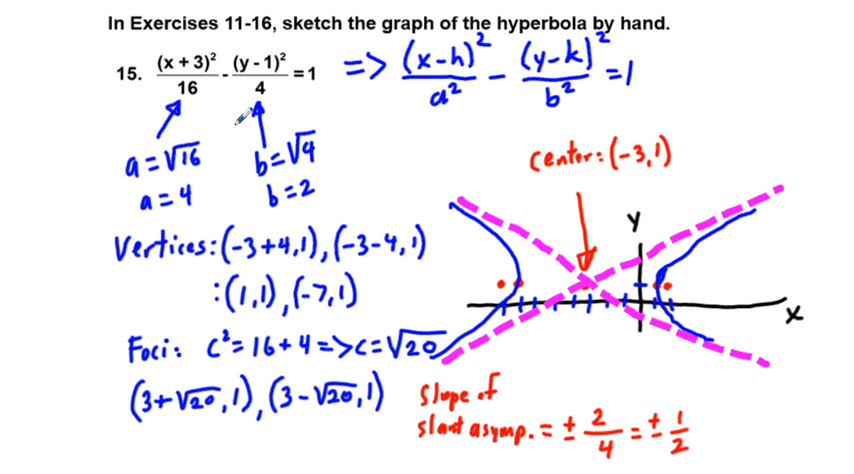 In Exercises 11-16, sketch the graph of the hyperbola by hand.
15. (x + 3)²/16 - (y - 1)²/4 = 1 => (x-h)²/a² - (y-k)²/b² = 1
a = √16
a = 4
b = √4
b = 2
center: (-3, 1)
Vertices: (-3+4, 1), (-3-4, 1)
: (1, 1), (-7, 1)
Foci: c² = 16 + 4 => c = √20
(3+√20, 1), (3-√20, 1)
y
x
Slope of
slant asymp. = ± 2/4 = ± 1/2